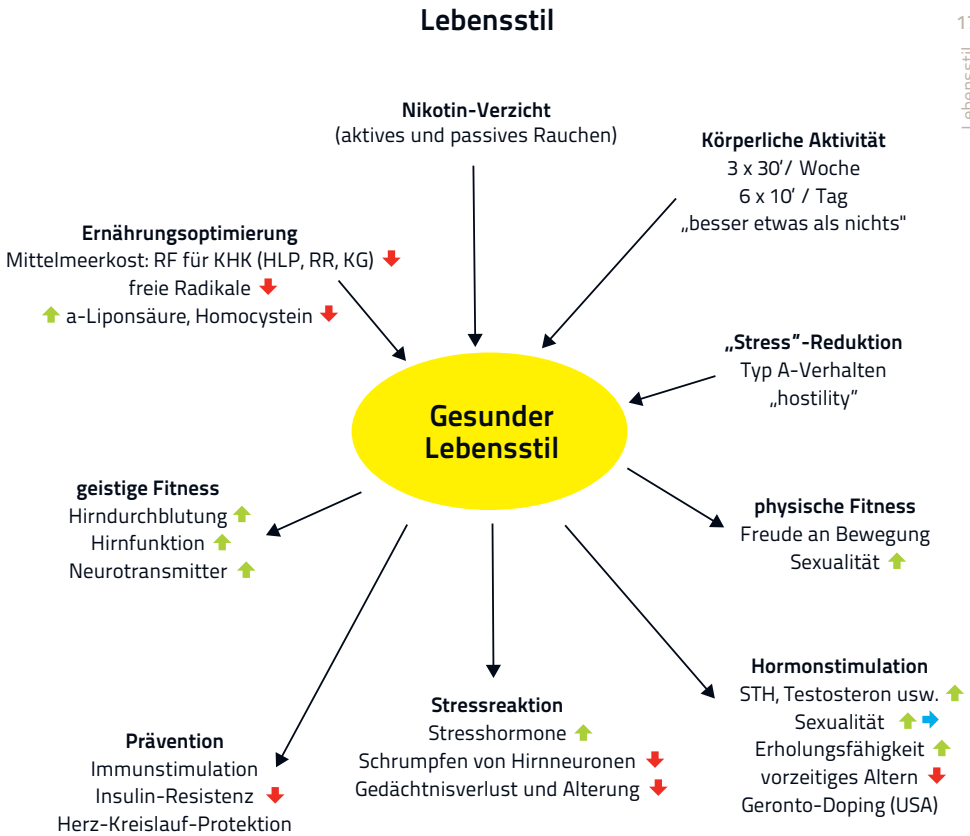 Lebensstil
17
Lebensstil
Nikotin-Verzicht
(aktives und passives Rauchen)
Körperliche Aktivität
3 x 30’/ Woche
6 x 10’ / Tag
„besser etwas als nichts"
Ernährungsoptimierung
Mittelmeerkost: RF für KHK (HLP, RR, KG)
freie Radikale
a-Liponsäure, Homocystein
„Stress”-Reduktion
Typ A-Verhalten
„hostility”
Gesunder
Lebensstil
geistige Fitness
Hirndurchblutung
Hirnfunktion
Neurotransmitter
physische Fitness
Freude an Bewegung
Sexualität
Prävention
Immunstimulation
Insulin-Resistenz
Herz-Kreislauf-Protektion
Stressreaktion
Stresshormone
Schrumpfen von Hirnneuronen
Gedächtnisverlust und Alterung
Hormonstimulation
STH, Testosteron usw.
Sexualität
Erholungsfähigkeit
vorzeitiges Altern
Geronto-Doping (USA)